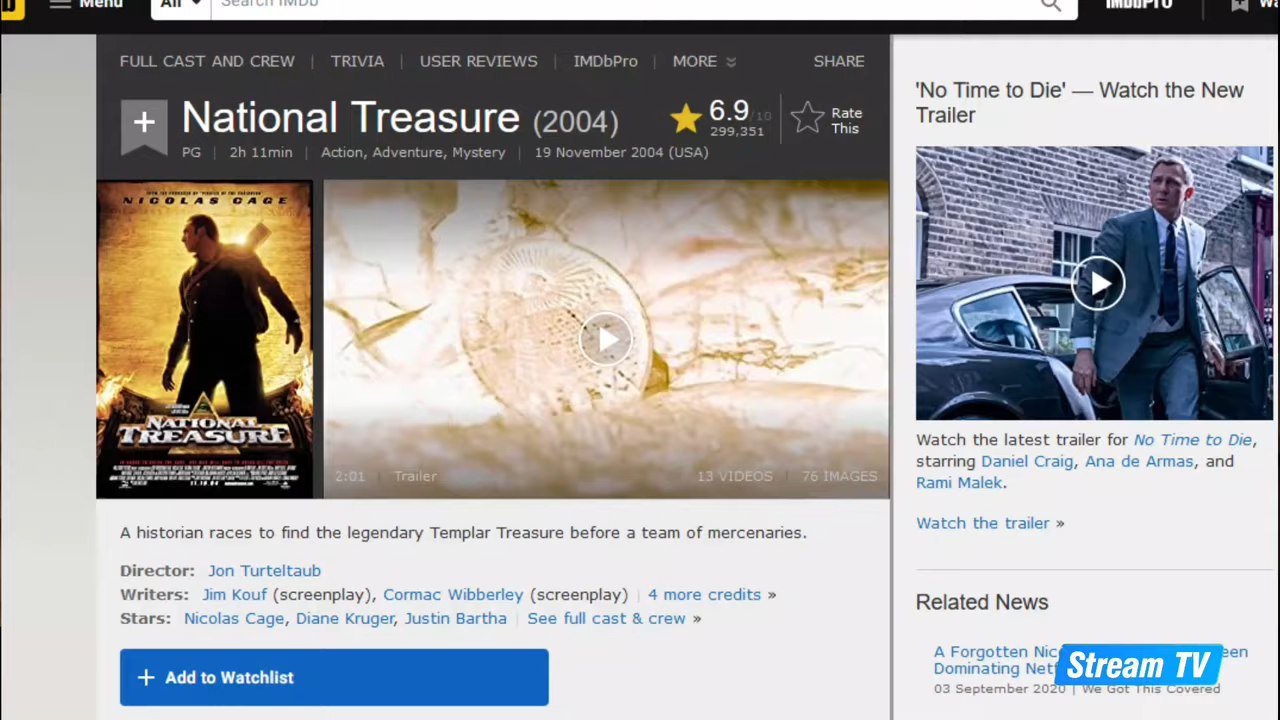 Menu
All
Search IMDb
IMDbPro
FULL CAST AND CREW | TRIVIA | USER REVIEWS | IMDbPro | MORE
SHARE
+ National Treasure (2004)
6.9/10
299,351
Rate This
PG | 2h 11min | Action, Adventure, Mystery | 19 November 2004 (USA)
NICOLAS CAGE
NATIONAL
TREASURE
11.19.04
2:01 | Trailer
13 VIDEOS | 76 IMAGES
A historian races to find the legendary Templar Treasure before a team of mercenaries.
Director: Jon Turteltaub
Writers: Jim Kouf (screenplay), Cormac Wibberley (screenplay) | 4 more credits »
Stars: Nicolas Cage, Diane Kruger, Justin Bartha | See full cast & crew »
+ Add to Watchlist
'No Time to Die' — Watch the New
Trailer
Watch the latest trailer for No Time to Die,
starring Daniel Craig, Ana de Armas, and
Rami Malek.
Watch the trailer »
Related News
A Forgotten
Dominating
03 September 2020 | We Got This Covered
Stream TV